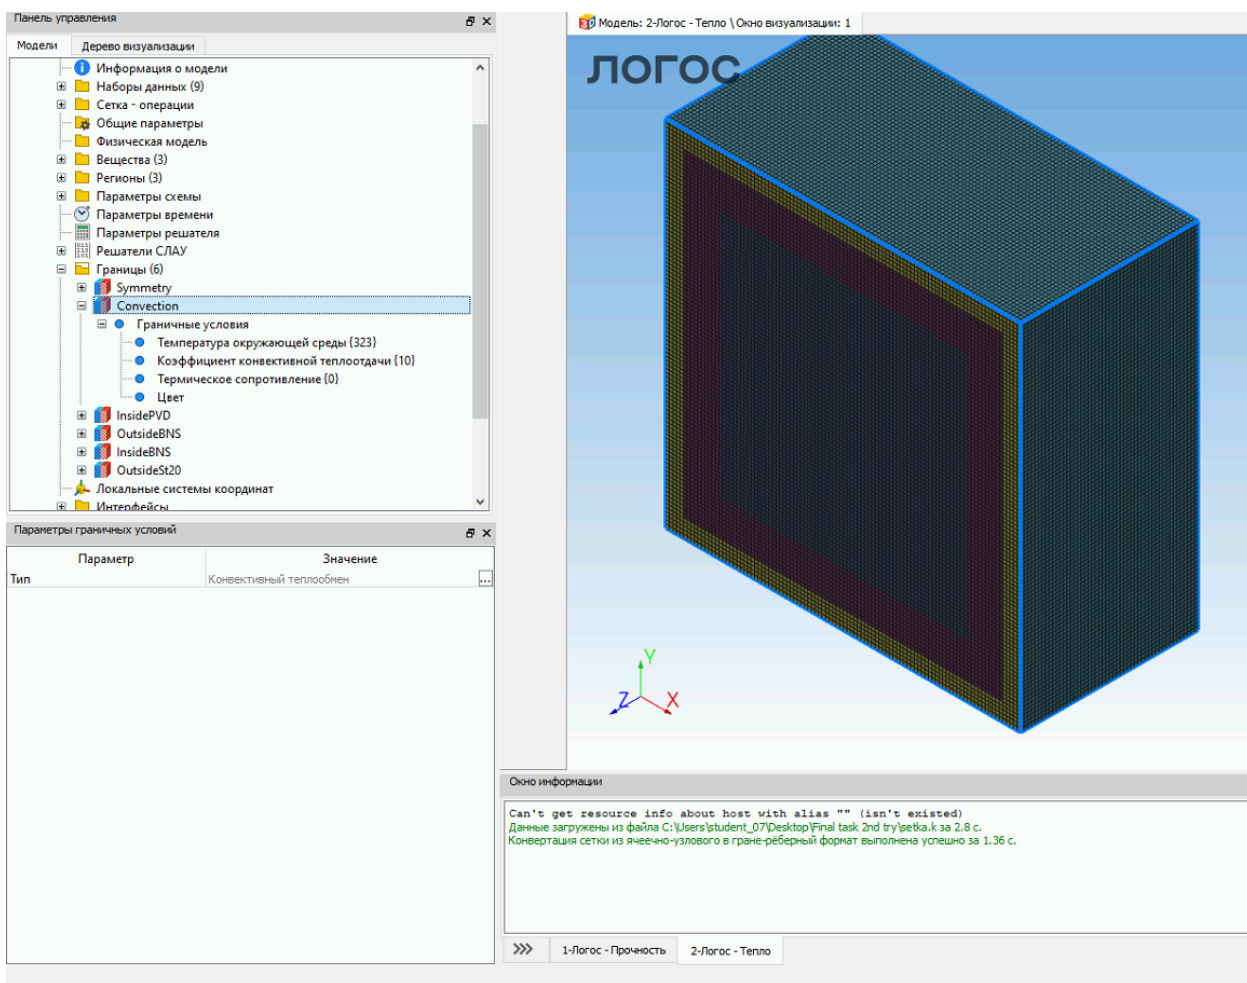 Панель управления
Модели Дерево визуализации
Информация о модели
Наборы данных (9)
Сетка - операции
Общие параметры
Физическая модель
Вещества (3)
Регионы (3)
Параметры схемы
Параметры времени
Параметры решателя
Решатели СЛАУ
Границы (6)
Symmetry
Convection
Граничные условия
Температура окружающей среды {323}
Коэффициент конвективной теплоотдачи {10}
Термическое сопротивление {0}
Цвет
InsidePVD
OutsideBNS
InsideBNS
OutsideSt20
Локальные системы координат
Интерфейсы
Параметры граничных условий
Параметр Значение
Тип Конвективный теплообмен ...
3D Модель: 2-Логос - Тепло \ Окно визуализации: 1
ЛОГОС
Y
Z X
Окно информации
Can't get resource info about host with alias "" (isn't existed)
Данные загружены из файла C:\Users\student_07\Desktop\Final task 2nd try\setka.k за 2.8 с.
Конвертация сетки из ячеечно-узлового в гране-рёберный формат выполнена успешно за 1.36 с.
1-Логос - Прочность 2-Логос - Тепло